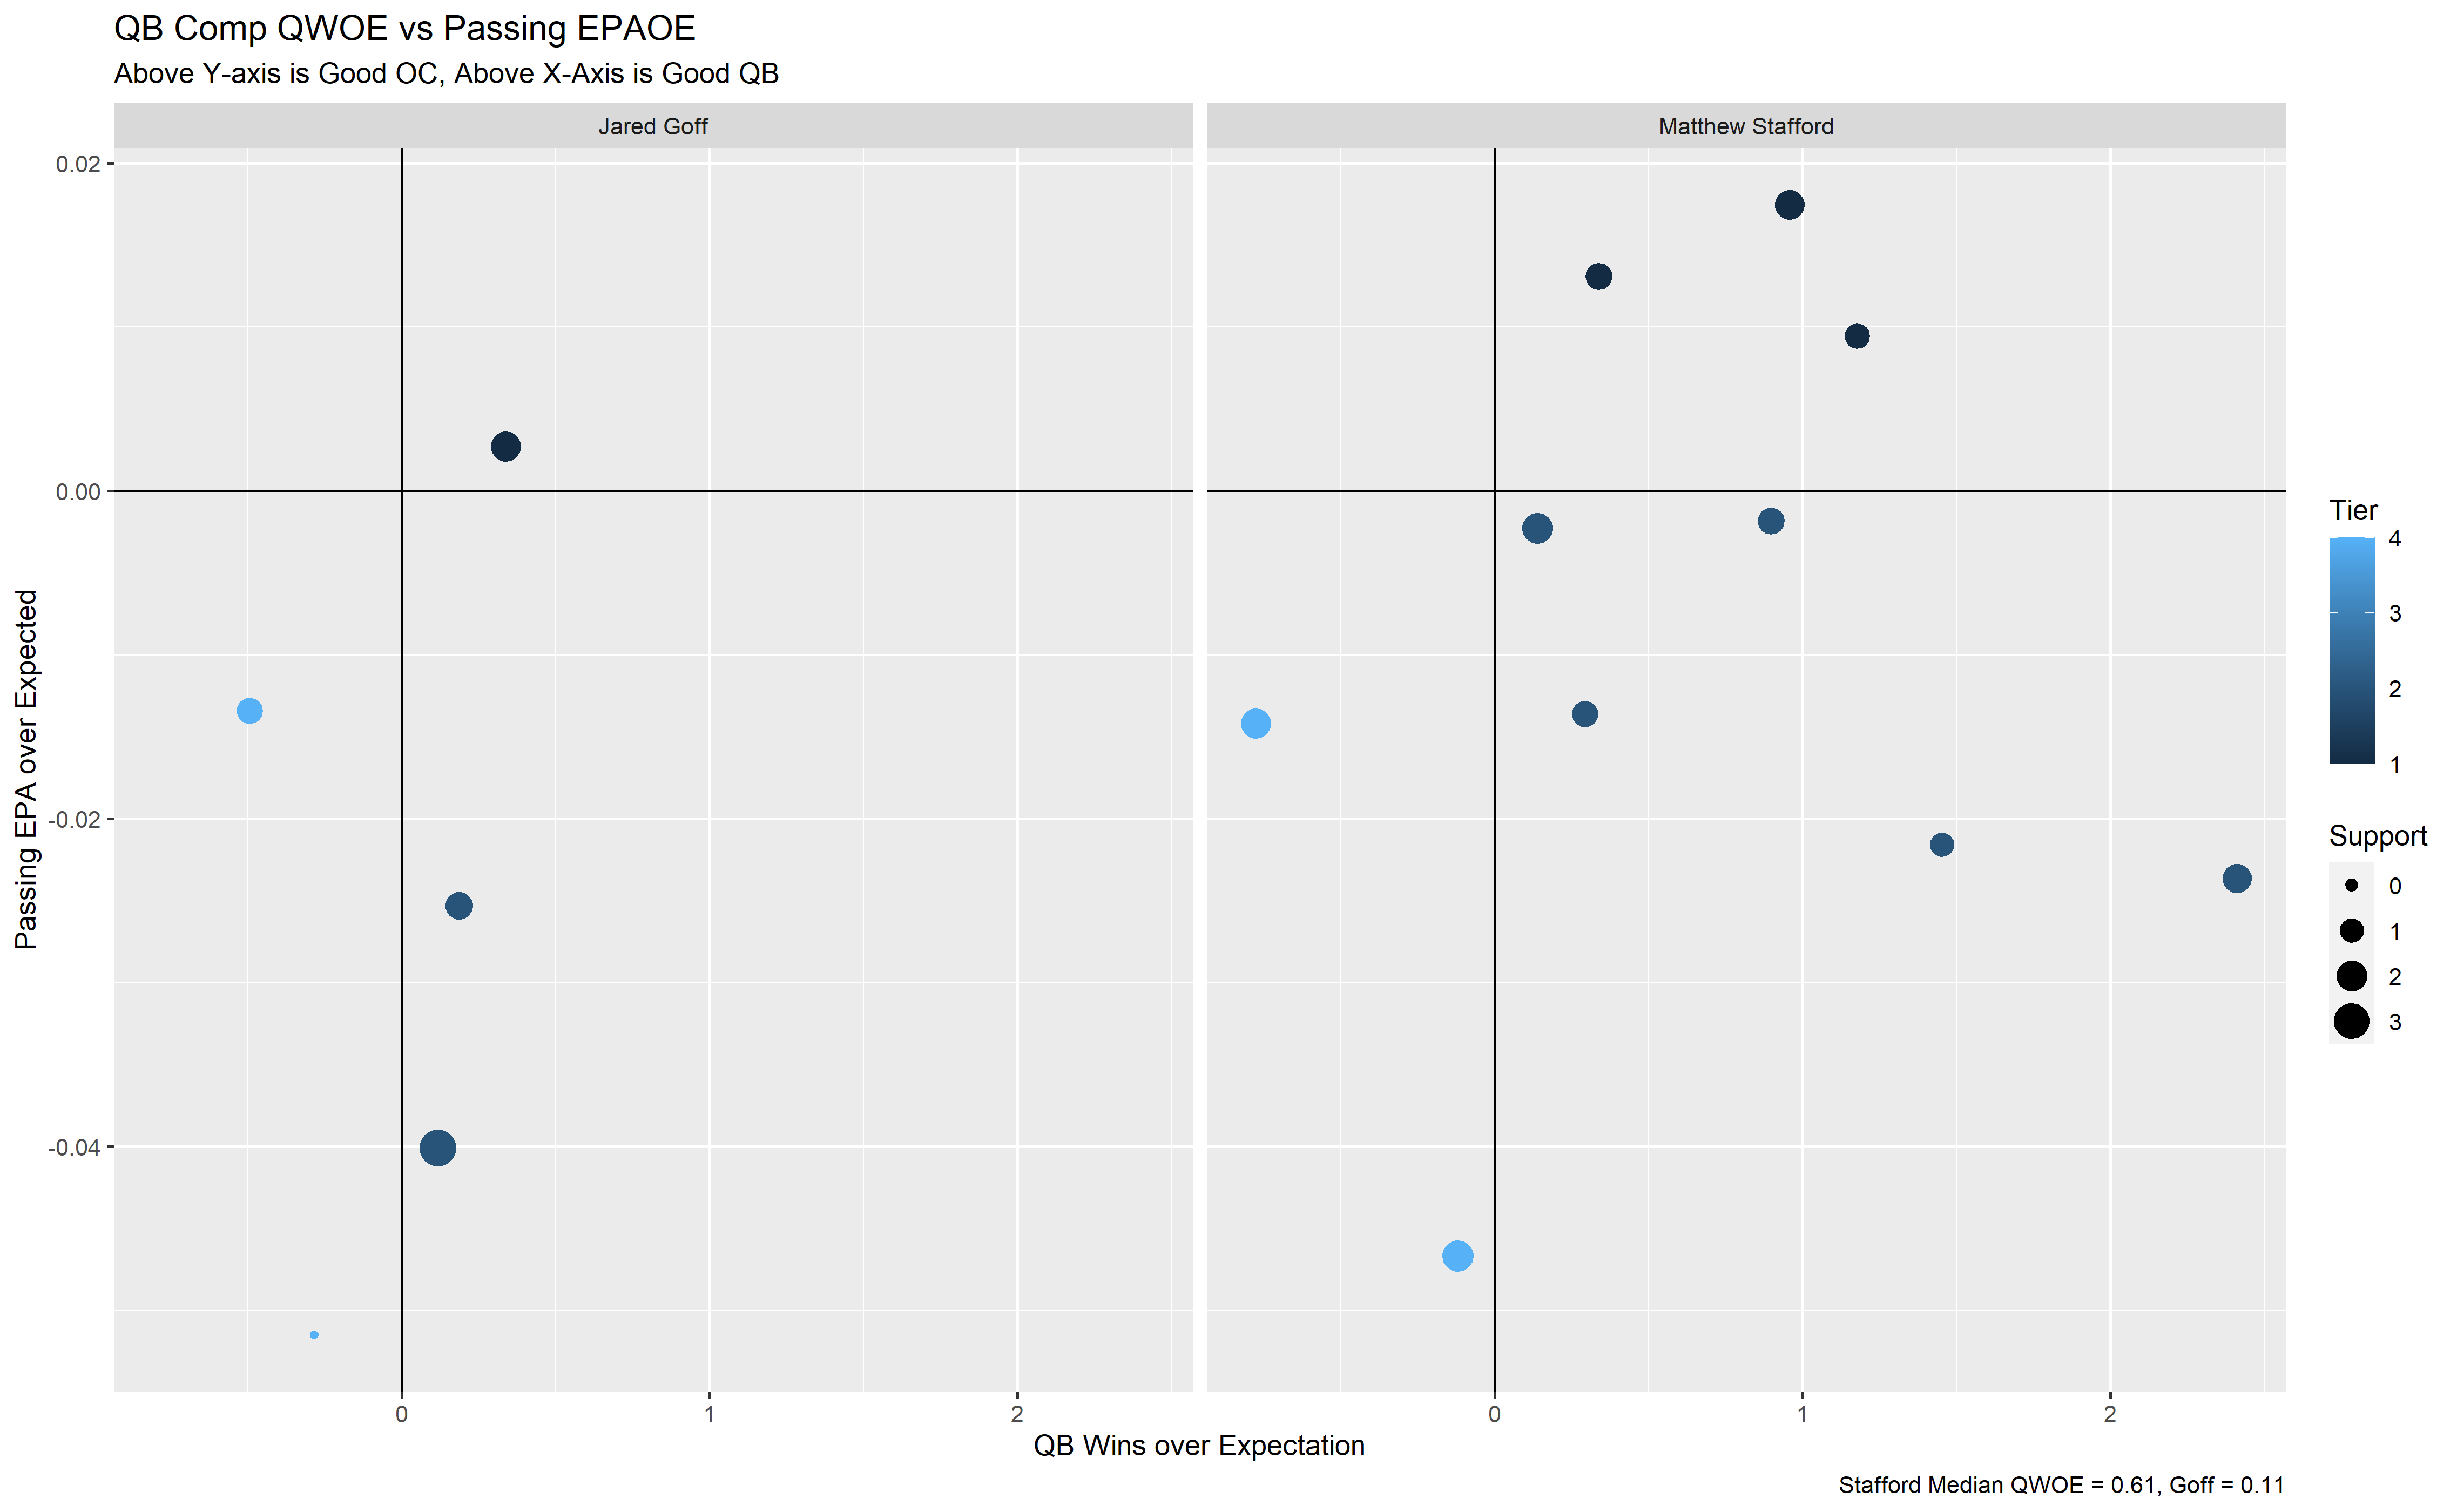 QB Comp QWOE vs Passing EPAOE
Above Y-axis is Good OC, Above X-Axis is Good QB
Jared Goff
Matthew Stafford
0.02
0.00
-0.02
-0.04
Passing EPA over Expected
0
1
2
0
1
2
QB Wins over Expectation
Tier
4
3
2
1
Support
0
1
2
3
Stafford Median QWOE = 0.61, Goff = 0.11